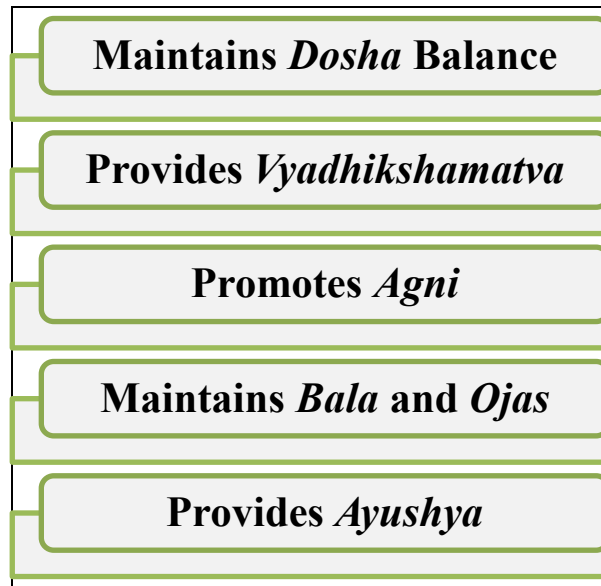 Maintains Dosha Balance
Provides Vyadhikshamatva
Promotes Agni
Maintains Bala and Ojas
Provides Ayushya